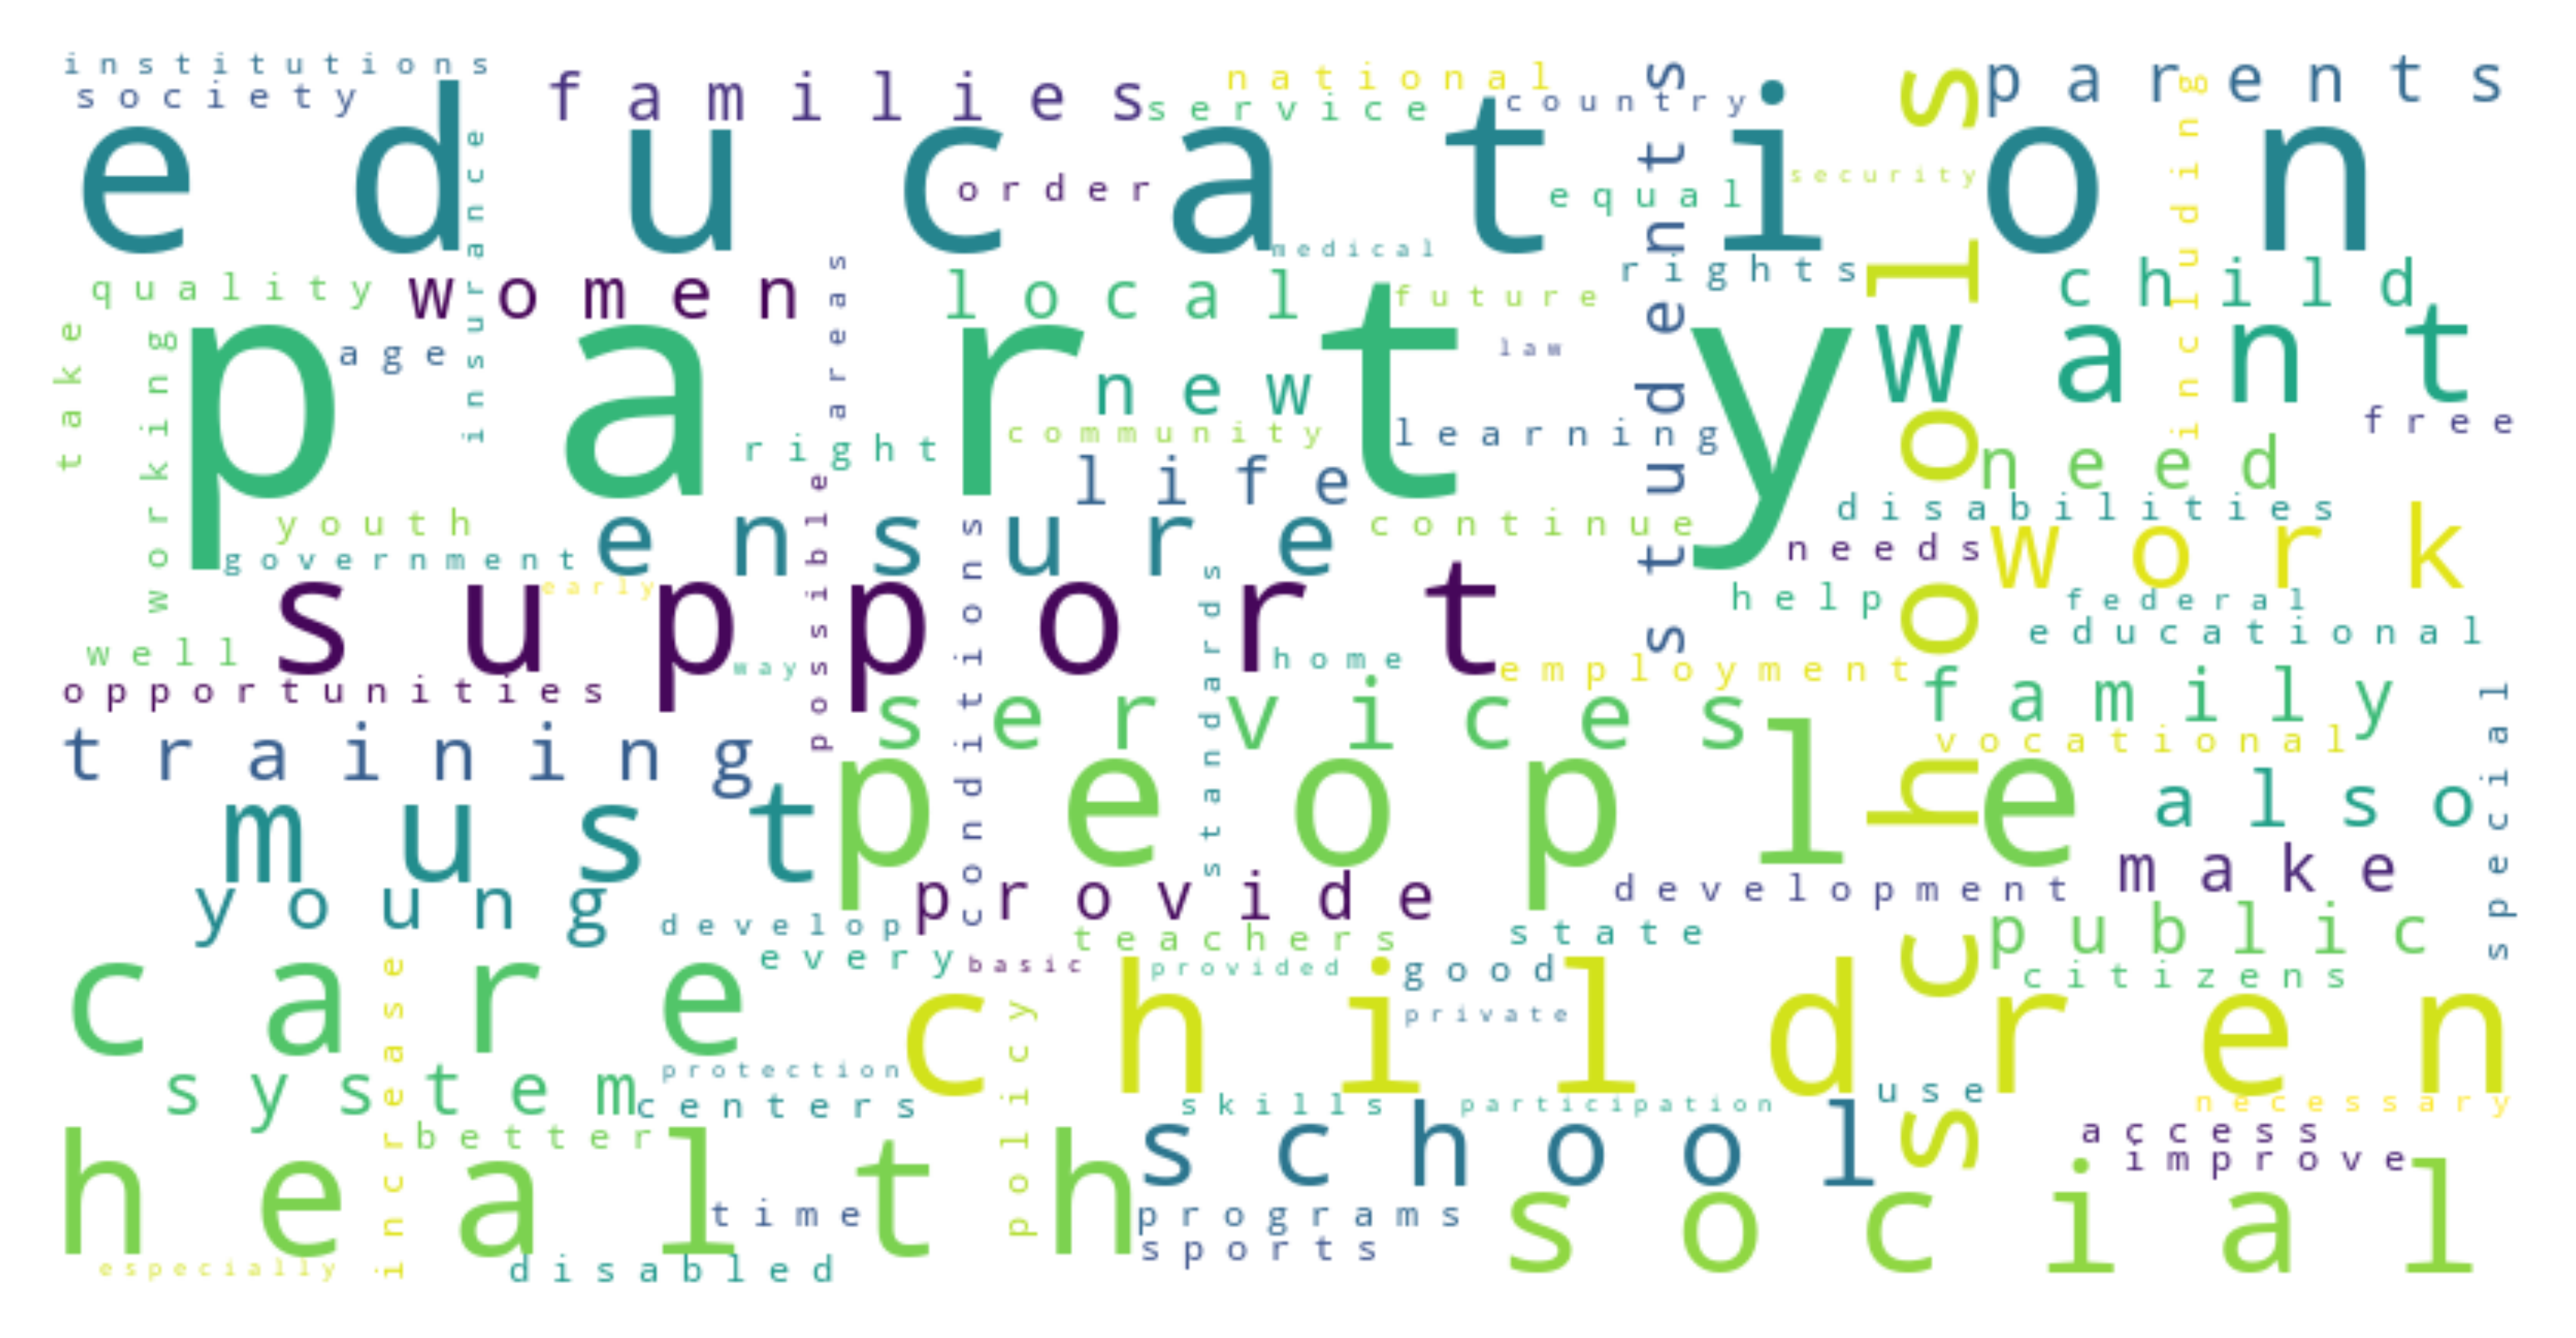 institutions
society
families
national
service
country
parents
education
order
equal
security
students
schools
including
insurance
medical
rights
quality
women
local
future
child
areas
take
working
age
party
new
law
want
community
learning
right
free
life
need
youth
ensure
continue
disabilities
government
possible
conditions
needs
work
early
support
standards
help
federal
educational
well
way
home
employment
opportunities
family
special
training
services
vocational
must
people
also
make
young
provide
development
develop
teachers
state
public
care
every
basic
provided
good
citizens
increase
policy
private
children
system
protection
centers
skills
participation
use
necessary
health
better
school
access
improve
time
programs
sports
social
especially
disabled